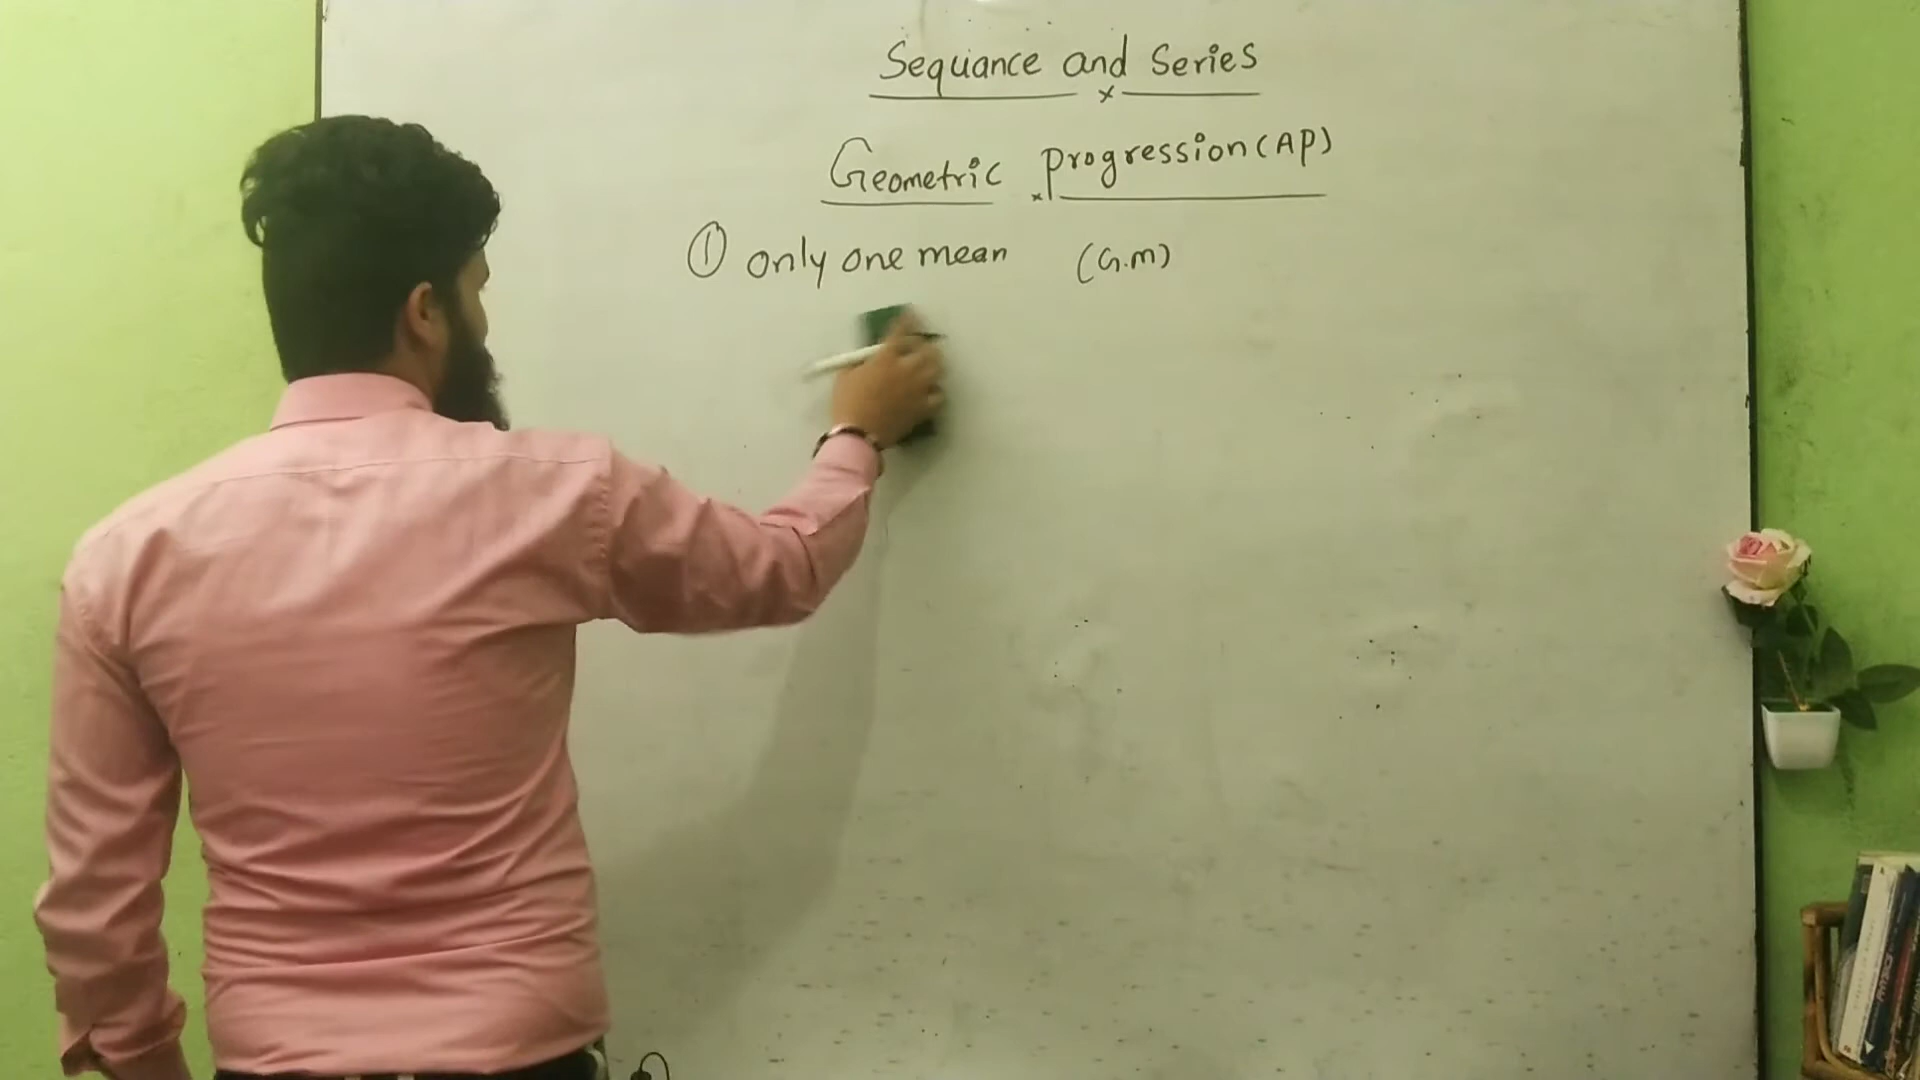 Sequance and Series
Geometric progression (AP)
① only one mean (G.m)